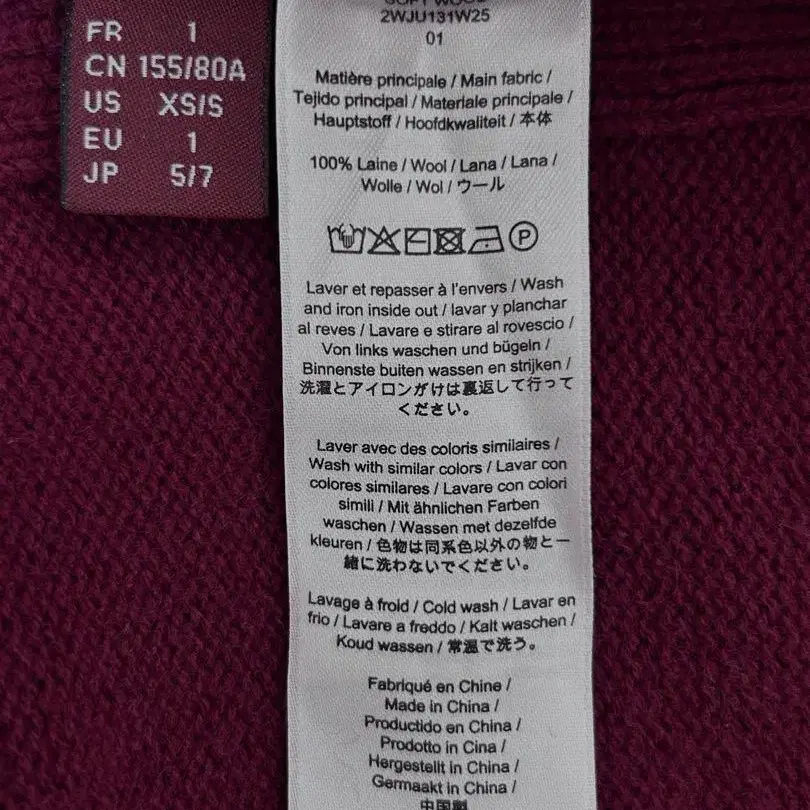 FR 1
CN 155/80A
US XS/S
EU 1
JP 5/7
2WJU131W25
01
Matière principale / Main fabric /
Tejido principal / Materiale principale /
Hauptstoff / Hoofdkwaliteit / 本体
100% Laine / Wool / Lana / Lana /
Wolle / Wol / ウール
P
Laver et repasser à l'envers / Wash
and iron inside out / lavar y planchar
al reves / Lavare e stirare al rovescio /
Von links waschen und bügeln /
Binnenste buiten wassen en strijken /
洗濯とアイロンがけは裏返して行って
ください。
Laver avec des coloris similaires /
Wash with similar colors / Lavar con
colores similares / Lavare con colori
simili / Mit ähnlichen Farben
waschen / Wassen met dezelfde
kleuren / 色物は同系色以外の物と一
緒に洗わないでください。
Lavage à froid / Cold wash / Lavar en
frio / Lavare a freddo / Kalt waschen /
Koud wassen / 常温で洗う。
Fabriqué en Chine /
Made in China /
Productido en China /
Prodotto in Cina /
Hergestellt in China /
Germaakt in China /
中国製